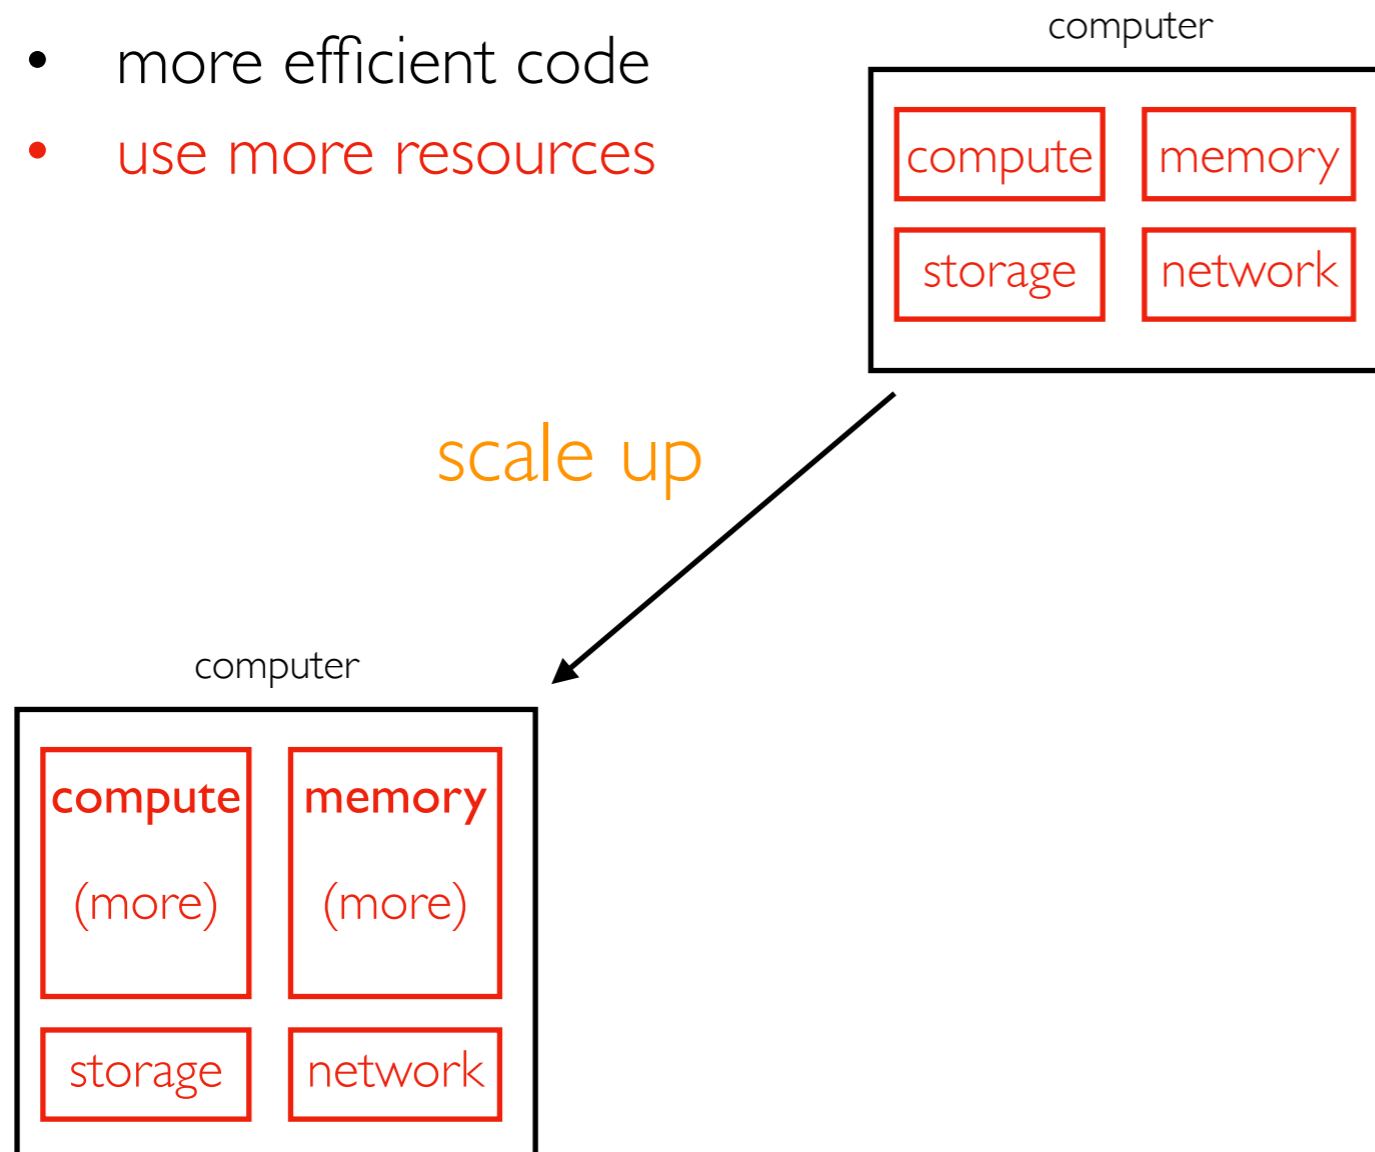 • more efficient code
• use more resources
computer
compute memory
storage network
scale up
computer
compute memory
(more) (more)
storage network